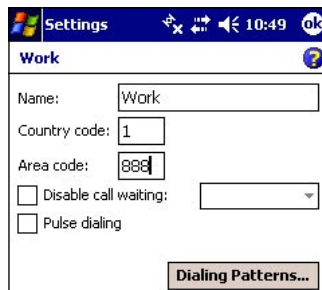 Settings 10:49 ok
Work ?
Name: Work
Country code: 1
Area code: 888
Disable call waiting:
Pulse dialing
Dialing Patterns...